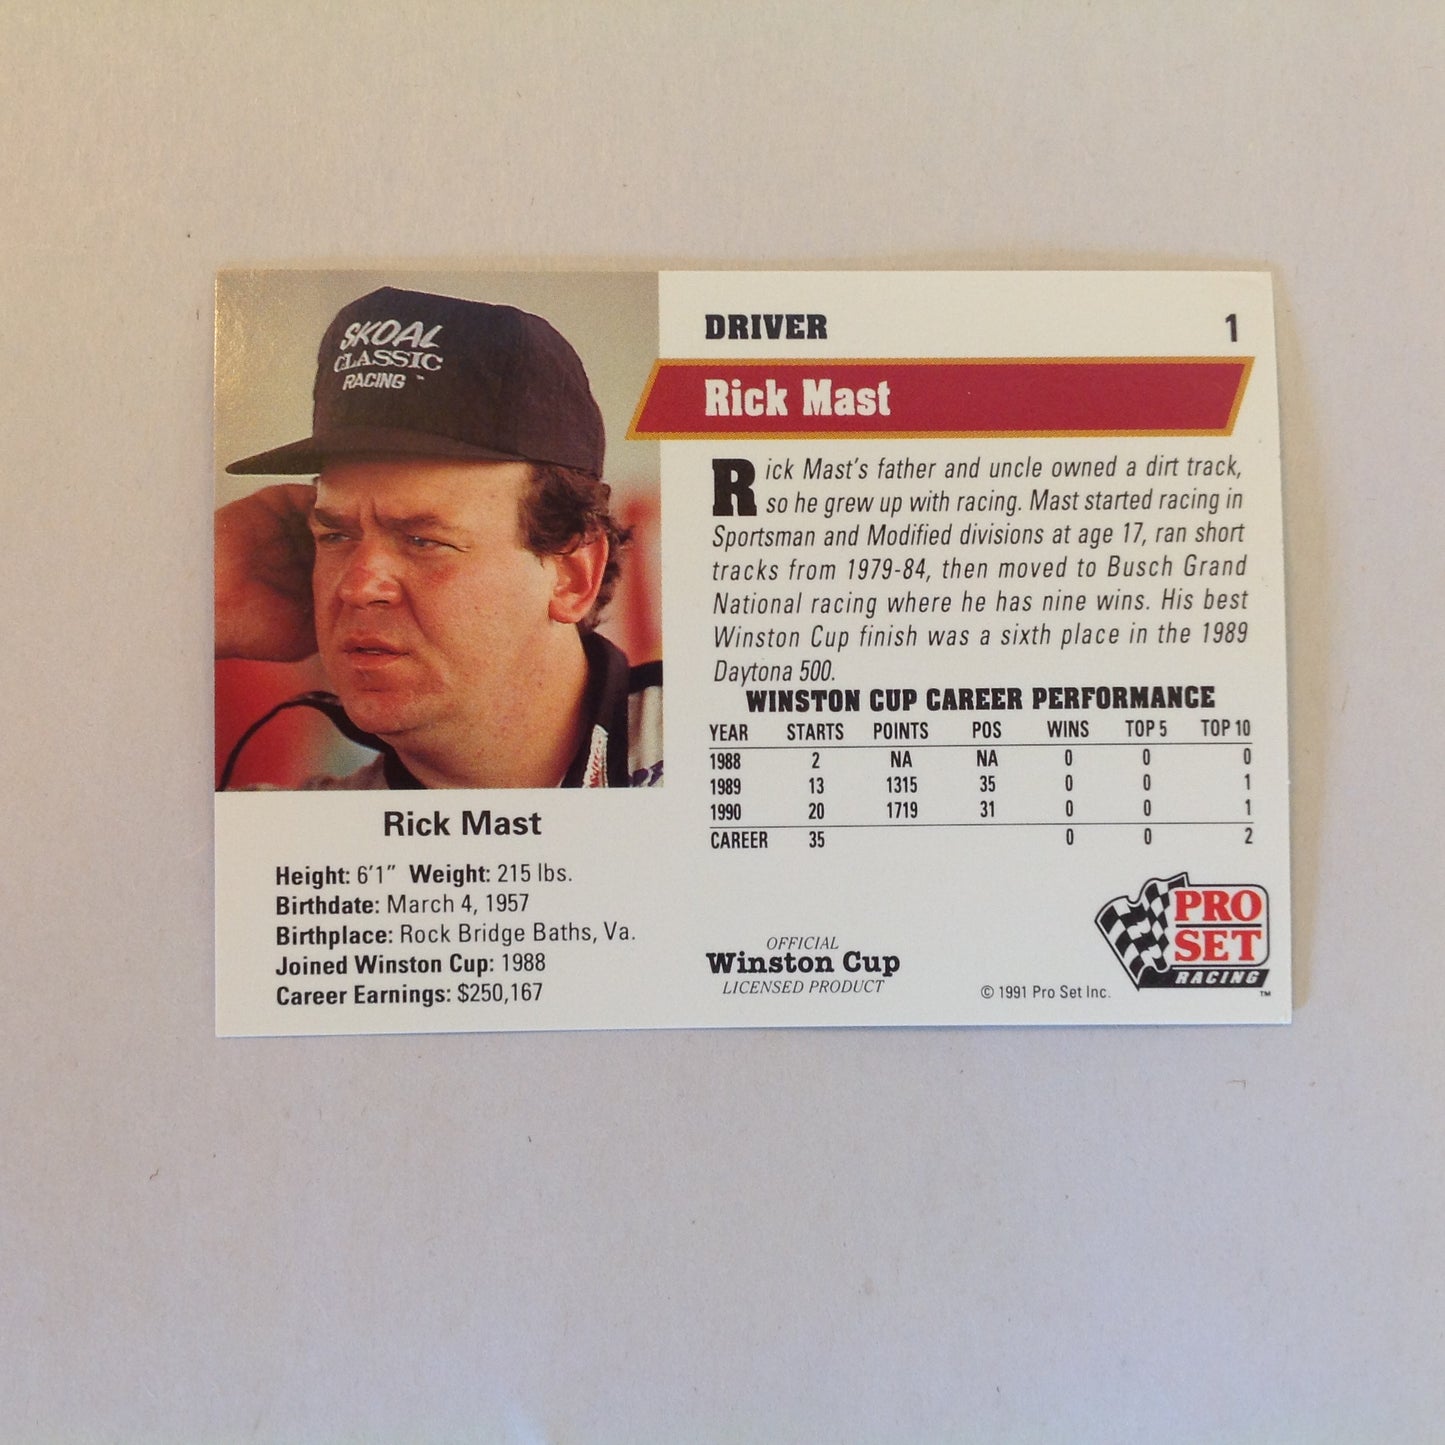 SKOAL
CLASSIC
RACING ™
DRIVER
1
Rick Mast
Rick Mast's father and uncle owned a dirt track,
so he grew up with racing. Mast started racing in
Sportsman and Modified divisions at age 17, ran short
tracks from 1979-84, then moved to Busch Grand
National racing where he has nine wins. His best
Winston Cup finish was a sixth place in the 1989
Daytona 500.
WINSTON CUP CAREER PERFORMANCE
YEAR STARTS POINTS POS WINS TOP 5 TOP 10
1988 2 NA NA 0 0 0
1989 13 1315 35 0 0 1
1990 20 1719 31 0 0 1
CAREER 35 0 0 2
Rick Mast
Height: 6'1" Weight: 215 lbs.
Birthdate: March 4, 1957
Birthplace: Rock Bridge Baths, Va.
Joined Winston Cup: 1988
Career Earnings: $250,167
OFFICIAL
Winston Cup
LICENSED PRODUCT
© 1991 Pro Set Inc.
PRO
SET
RACING
™